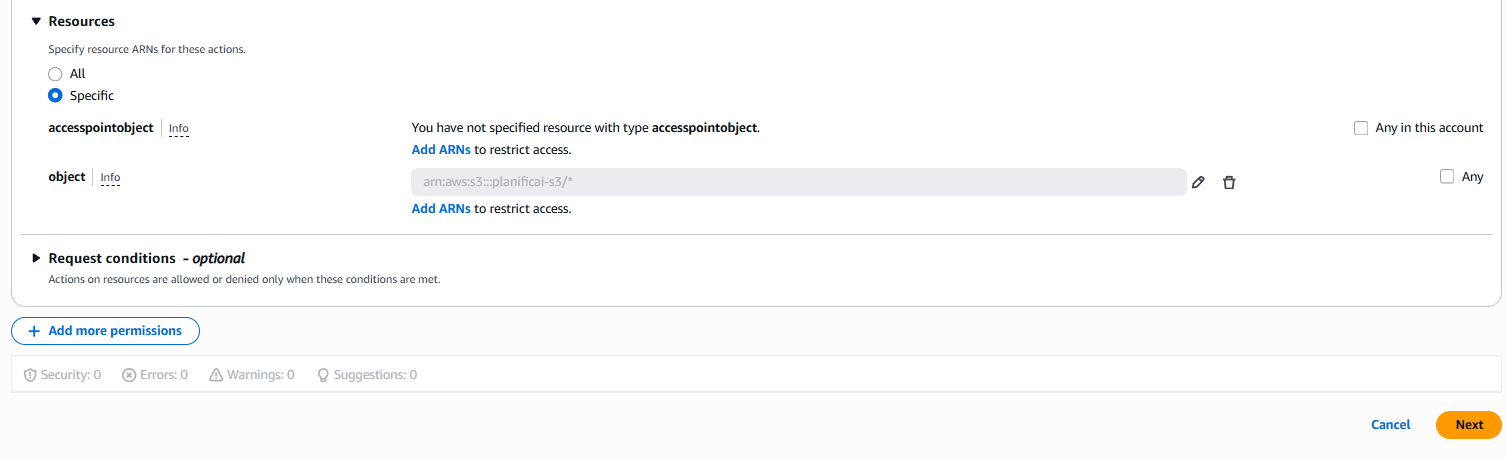 Resources
Specify resource ARNs for these actions.
All
Specific
accesspointobject Info You have not specified resource with type accesspointobject. Any in this account
Add ARNs to restrict access.
object Info arn:aws:s3:::planificai-s3/* Any
Add ARNs to restrict access.
Request conditions - optional
Actions on resources are allowed or denied only when these conditions are met.
+ Add more permissions
Security: 0 Errors: 0 Warnings: 0 Suggestions: 0
Cancel Next